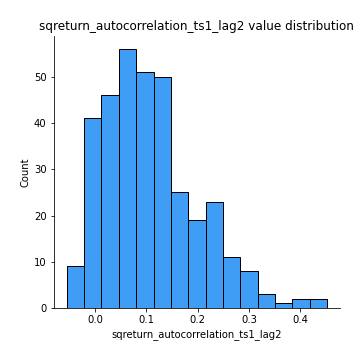 sqreturn_autocorrelation_ts1_lag2 value distribution
50
40
30
20
10
0
Count
0.0 0.1 0.2 0.3 0.4
sqreturn_autocorrelation_ts1_lag2